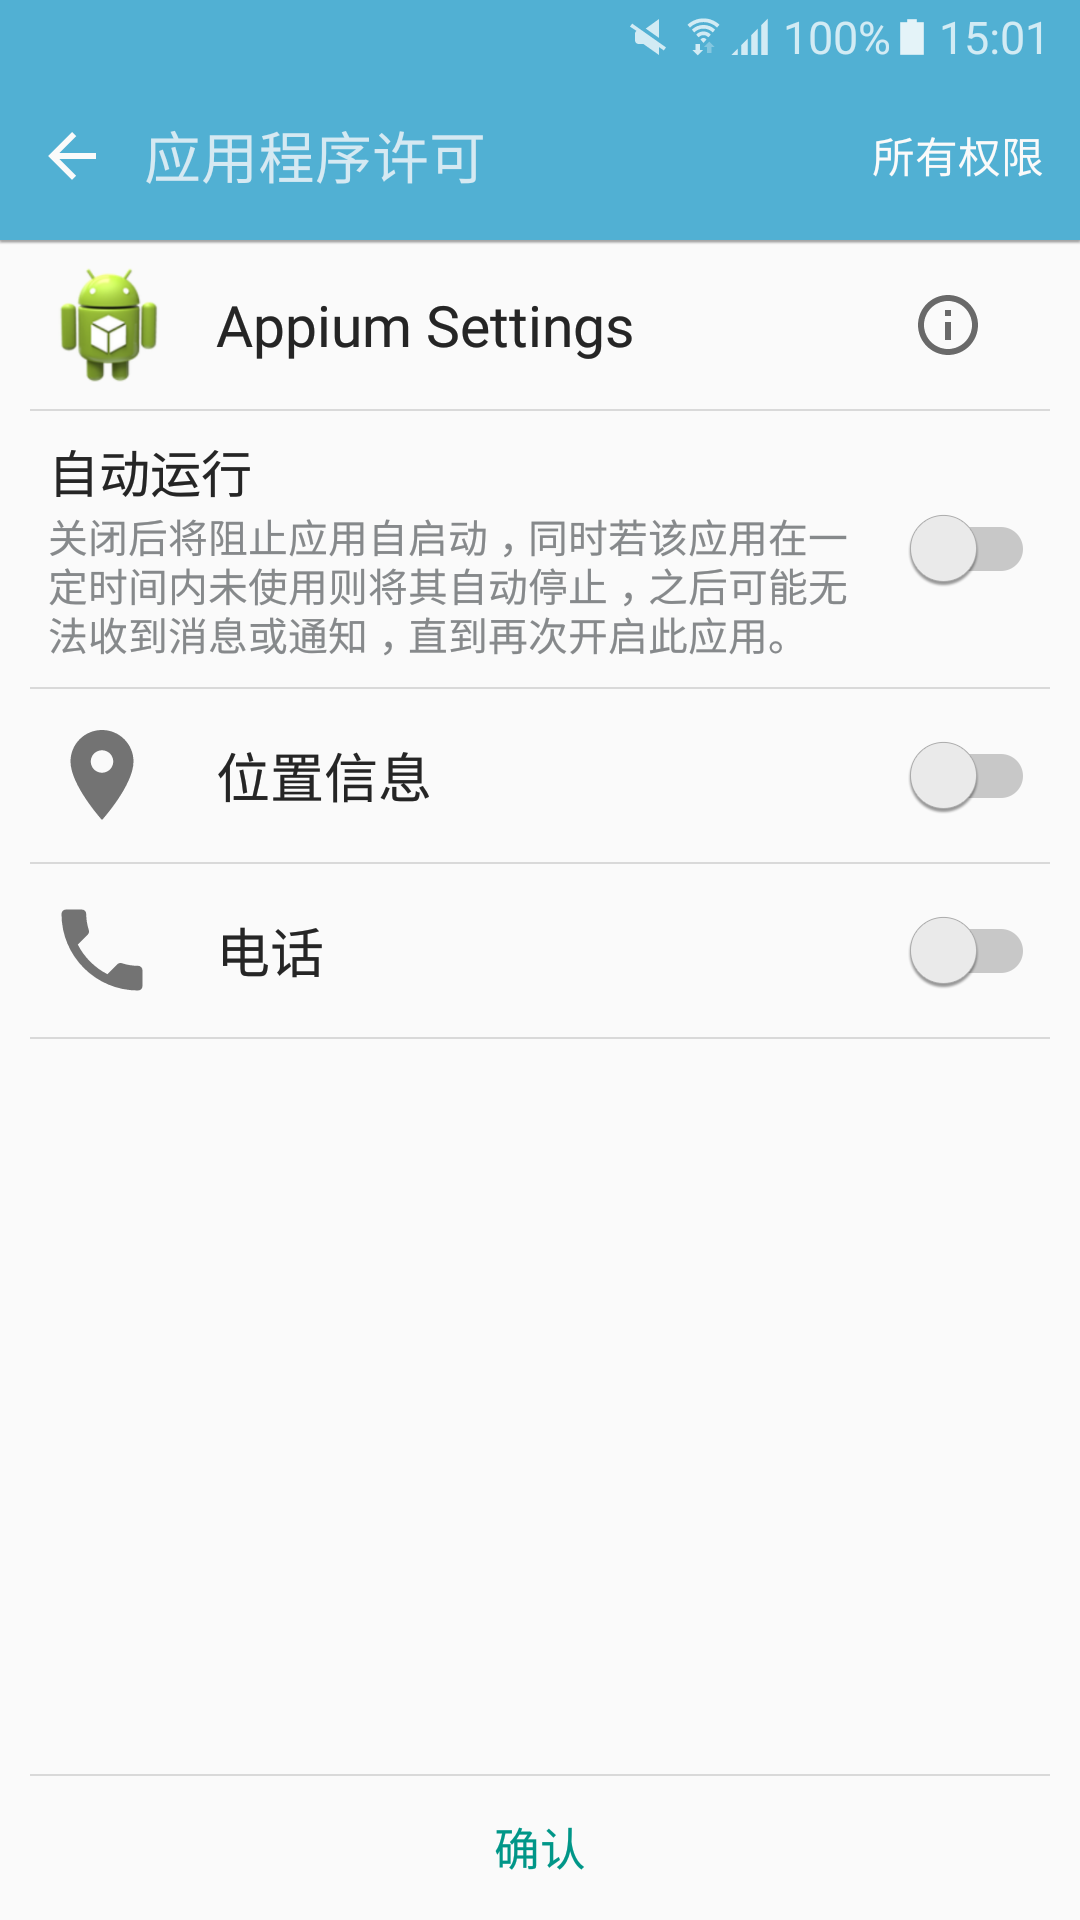 100% 15:01
应用程序许可
所有权限
Appium Settings
自动运行
关闭后将阻止应用自启动，同时若该应用在一
定时间内未使用则将其自动停止，之后可能无
法收到消息或通知，直到再次开启此应用。
位置信息
电话
确认